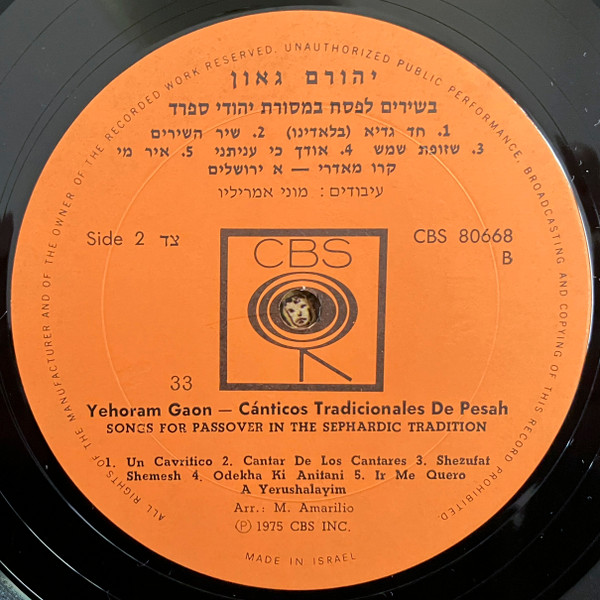 ALL RIGHTS OF THE MANUFACTURER AND OF THE OWNER OF THE RECORDED WORK RESERVED. UNAUTHORIZED PUBLIC PERFORMANCE, BROADCASTING AND COPYING OF THIS RECORD PROHIBITED.
יהורם גאון
בשירים לפסח במסורת יהודי ספרד
1. חד גדיא (בלאדינו) 2. שיר השירים
3. שזופת שמש 4. אודך כי עניתני 5. איר מי
קרו מאדרי — א ירושלים
עיבודים: מוני אמריליו
Side 2 צד
CBS 80668
B
CBS
33
Yehoram Gaon — Cánticos Tradicionales De Pesah
SONGS FOR PASSOVER IN THE SEPHARDIC TRADITION
1. Un Cavritico 2. Cantar De Los Cantares 3. Shezufat
Shemesh 4. Odekha Ki Anitani 5. Ir Me Quero
A Yerushalayim
Arr.: M. Amarilio
Ⓟ 1975 CBS INC.
MADE IN ISRAEL